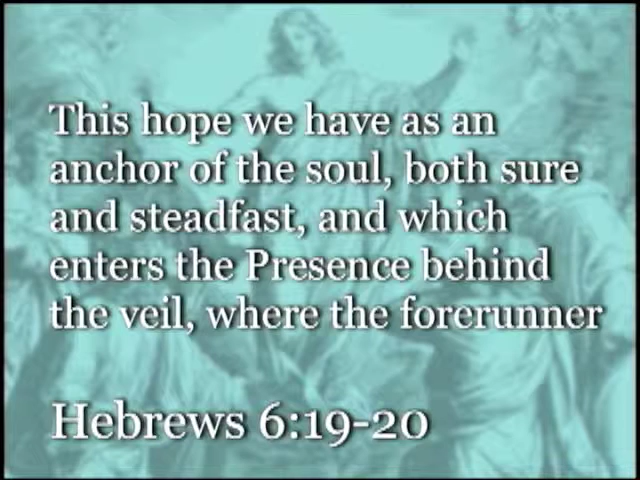 This hope we have as an
anchor of the soul, both sure
and steadfast, and which
enters the Presence behind
the veil, where the forerunner
Hebrews 6:19-20